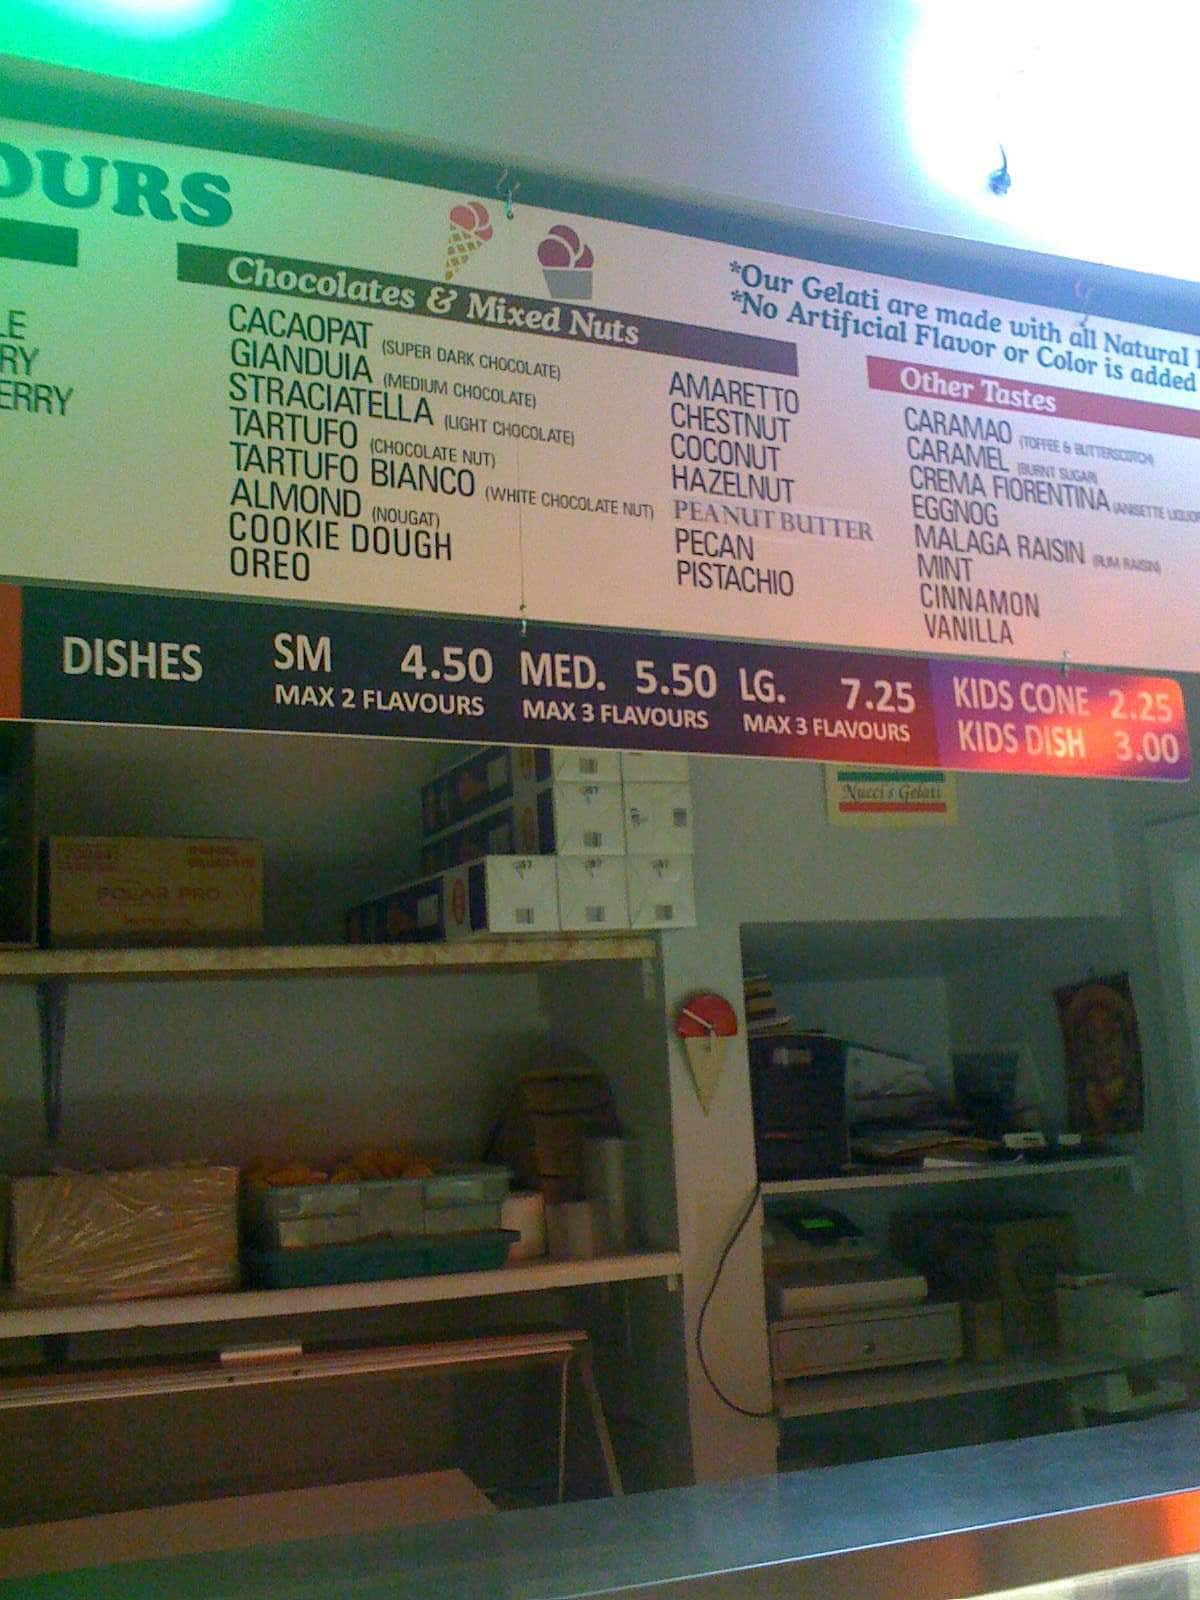 OURS
LE
RY
ERRY
Chocolates & Mixed Nuts
CACAOPAT (SUPER DARK CHOCOLATE)
GIANDUIA (MEDIUM CHOCOLATE)
STRACIATELLA (LIGHT CHOCOLATE)
TARTUFO (CHOCOLATE NUT)
TARTUFO BIANCO (WHITE CHOCOLATE NUT)
ALMOND (NOUGAT)
COOKIE DOUGH
OREO
AMARETTO
CHESTNUT
COCONUT
HAZELNUT
PEANUT BUTTER
PECAN
PISTACHIO
*Our Gelati are made with all Natural
*No Artificial Flavor or Color is added
Other Tastes
CARAMAO (TOFFEE & BUTTERSCOTCH)
CARAMEL (BURNT SUGAR)
CREMA FIORENTINA (ANISETTE
EGGNOG
MALAGA RAISIN (RUM RAISIN)
MINT
CINNAMON
VANILLA
DISHES SM 4.50 MED. 5.50 LG. 7.25
MAX 2 FLAVOURS MAX 3 FLAVOURS MAX 3 FLAVOURS
KIDS CONE 2.25
KIDS DISH 3.00
Nucci's Gelati
POLAR PRO